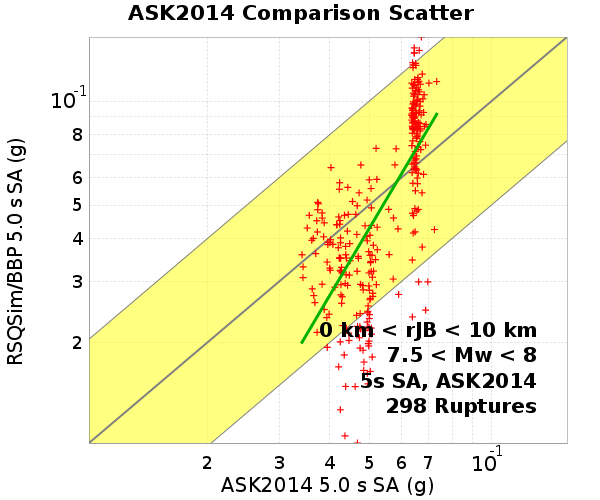 ASK2014 Comparison Scatter
RSQSim/BBP 5.0 s SA (g)
10⁻¹
8
6
5
4
3
2
0 km < rJB < 10 km
7.5 < Mw < 8
5s SA, ASK2014
298 Ruptures
2 3 4 5 6 7 10⁻¹
ASK2014 5.0 s SA (g)